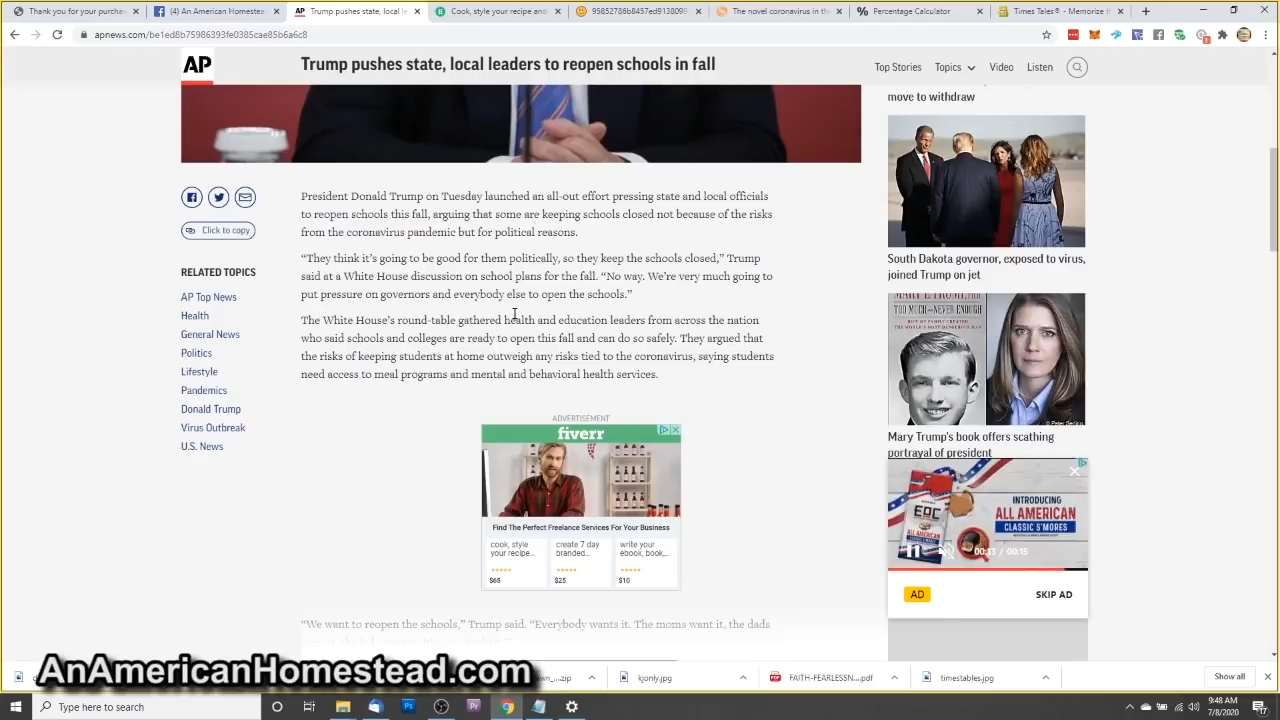 Thank you for your purcha
(4) An American Homestead
Trump pushes state, local le
Cook, style your recipe and
95852786b8457ed9138099
The novel coronavirus in the
Percentage Calculator
Times Tales® - Memorize th
apnews.com/be1ed8b75986393fe0385cae85b6a6c8
AP
Trump pushes state, local leaders to reopen schools in fall
Top Stories
Topics
Video
Listen
move to withdraw
Click to copy
RELATED TOPICS
AP Top News
Health
General News
Politics
Lifestyle
Pandemics
Donald Trump
Virus Outbreak
U.S. News
President Donald Trump on Tuesday launched an all-out effort pressing state and local officials
to reopen schools this fall, arguing that some are keeping schools closed not because of the risks
from the coronavirus pandemic but for political reasons.
“They think it’s going to be good for them politically, so they keep the schools closed,” Trump
said at a White House discussion on school plans for the fall. “No way. We’re very much going to
put pressure on governors and everybody else to open the schools.”
The White House’s round-table gathered health and education leaders from across the nation
who said schools and colleges are ready to open this fall and can do so safely. They argued that
the risks of keeping students at home outweigh any risks tied to the coronavirus, saying students
need access to meal programs and mental and behavioral health services.
ADVERTISEMENT
fiverr
Find The Perfect Freelance Services For Your Business
cook, style
your recipe...
$65
create 7 day
branded...
$25
write your
ebook, book,...
$10
“We want to reopen the schools,” Trump said. “Everybody wants it. The moms want it, the dads
South Dakota governor, exposed to virus,
joined Trump on jet
MARY L. TRUMP, PhD
TOO MUCH AND NEVER ENOUGH
Mary Trump’s book offers scathing
portrayal of president
INTRODUCING
ALL AMERICAN
CLASSIC S'MORES
EPIC
00:13 / 00:15
AD
SKIP AD
AnAmericanHomestead.com
wn_...zip
kjonly.jpg
FAITH-FEARLESSN....pdf
timestables.jpg
Show all
Type here to search
9:48 AM
7/8/2020
17